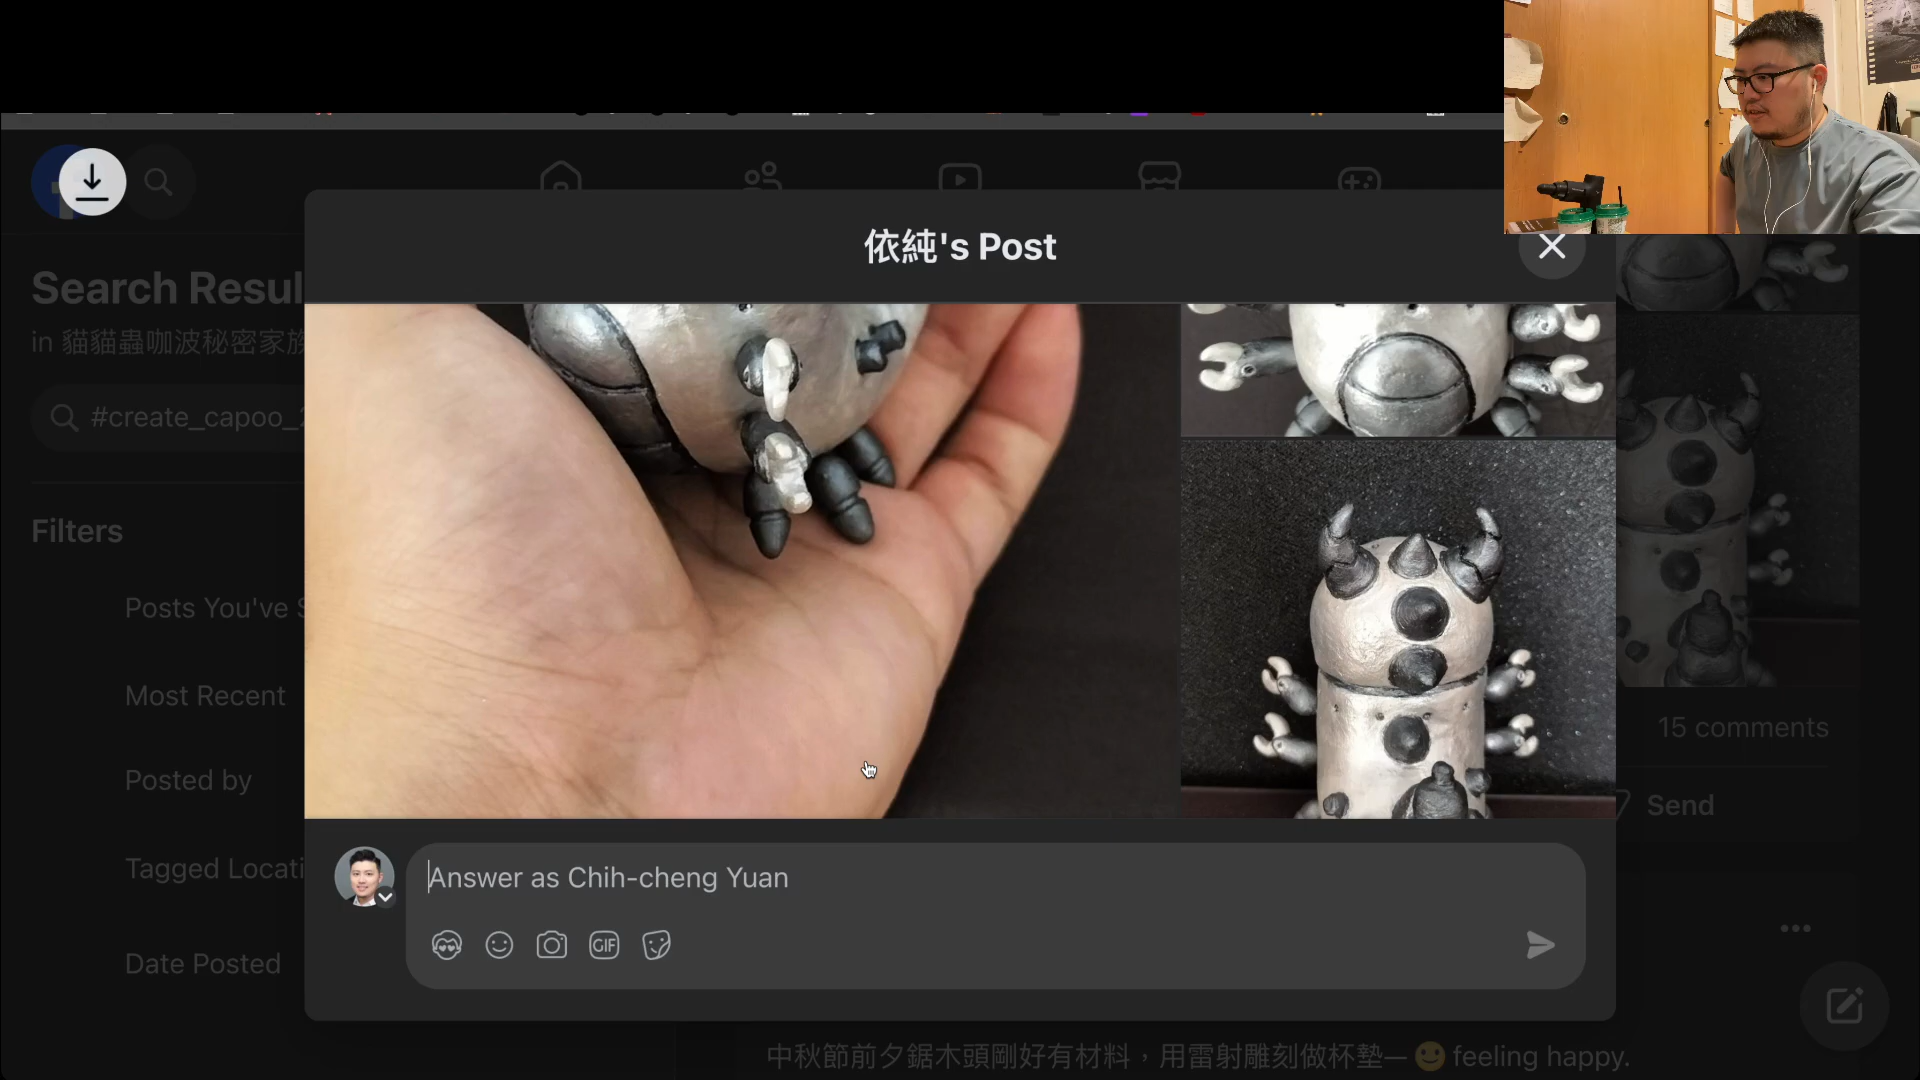 依純's Post
Search Resul
in 貓貓蟲咖波秘密家族
#create_capoo_2
Filters
Posts You've S
Most Recent
Posted by
Tagged Locati
Date Posted
15 comments
Send
Answer as Chih-cheng Yuan
GIF
中秋節前夕鋸木頭剛好有材料，用雷射雕刻做杯墊— feeling happy.